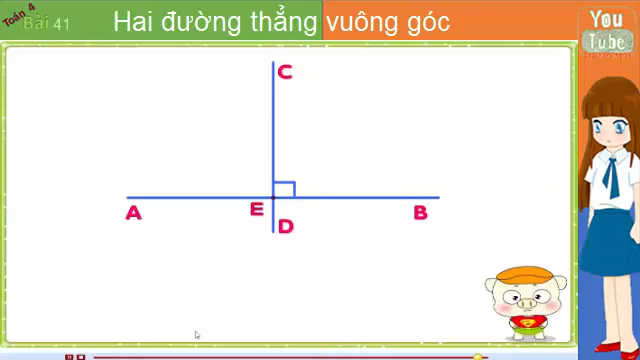 Toán 4
Bài 41
Hai đường thẳng vuông góc
You
Tube
C
A
E
D
B